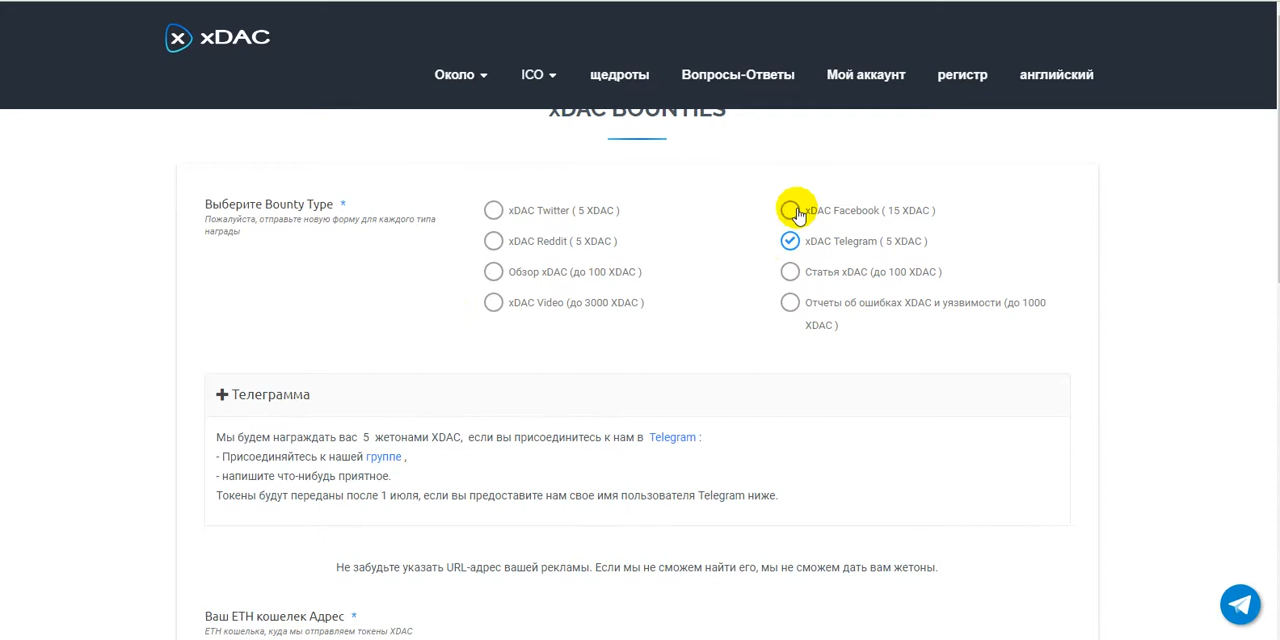 xDAC
Около
ICO
щедроты
Вопросы-Ответы
Мой аккаунт
регистр
английский
xDAC BOUNTIES
Выберите Bounty Type *
Пожалуйста, отправьте новую форму для каждого типа
награды
xDAC Twitter ( 5 XDAC )
xDAC Facebook ( 15 XDAC )
xDAC Reddit ( 5 XDAC )
xDAC Telegram ( 5 XDAC )
Обзор xDAC (до 100 XDAC )
Статья xDAC (до 100 XDAC )
xDAC Video (до 3000 XDAC )
Отчеты об ошибках XDAC и уязвимости (до 1000
XDAC )
Телеграмма
Мы будем награждать вас 5 жетонами XDAC, если вы присоединитесь к нам в Telegram :
- Присоединяйтесь к нашей группе ,
- напишите что-нибудь приятное.
Токены будут переданы после 1 июля, если вы предоставите нам свое имя пользователя Telegram ниже.
Не забудьте указать URL-адрес вашей рекламы. Если мы не сможем найти его, мы не сможем дать вам жетоны.
Ваш ETH кошелек Адрес *
ETH кошелька, куда мы отправляем токены XDAC